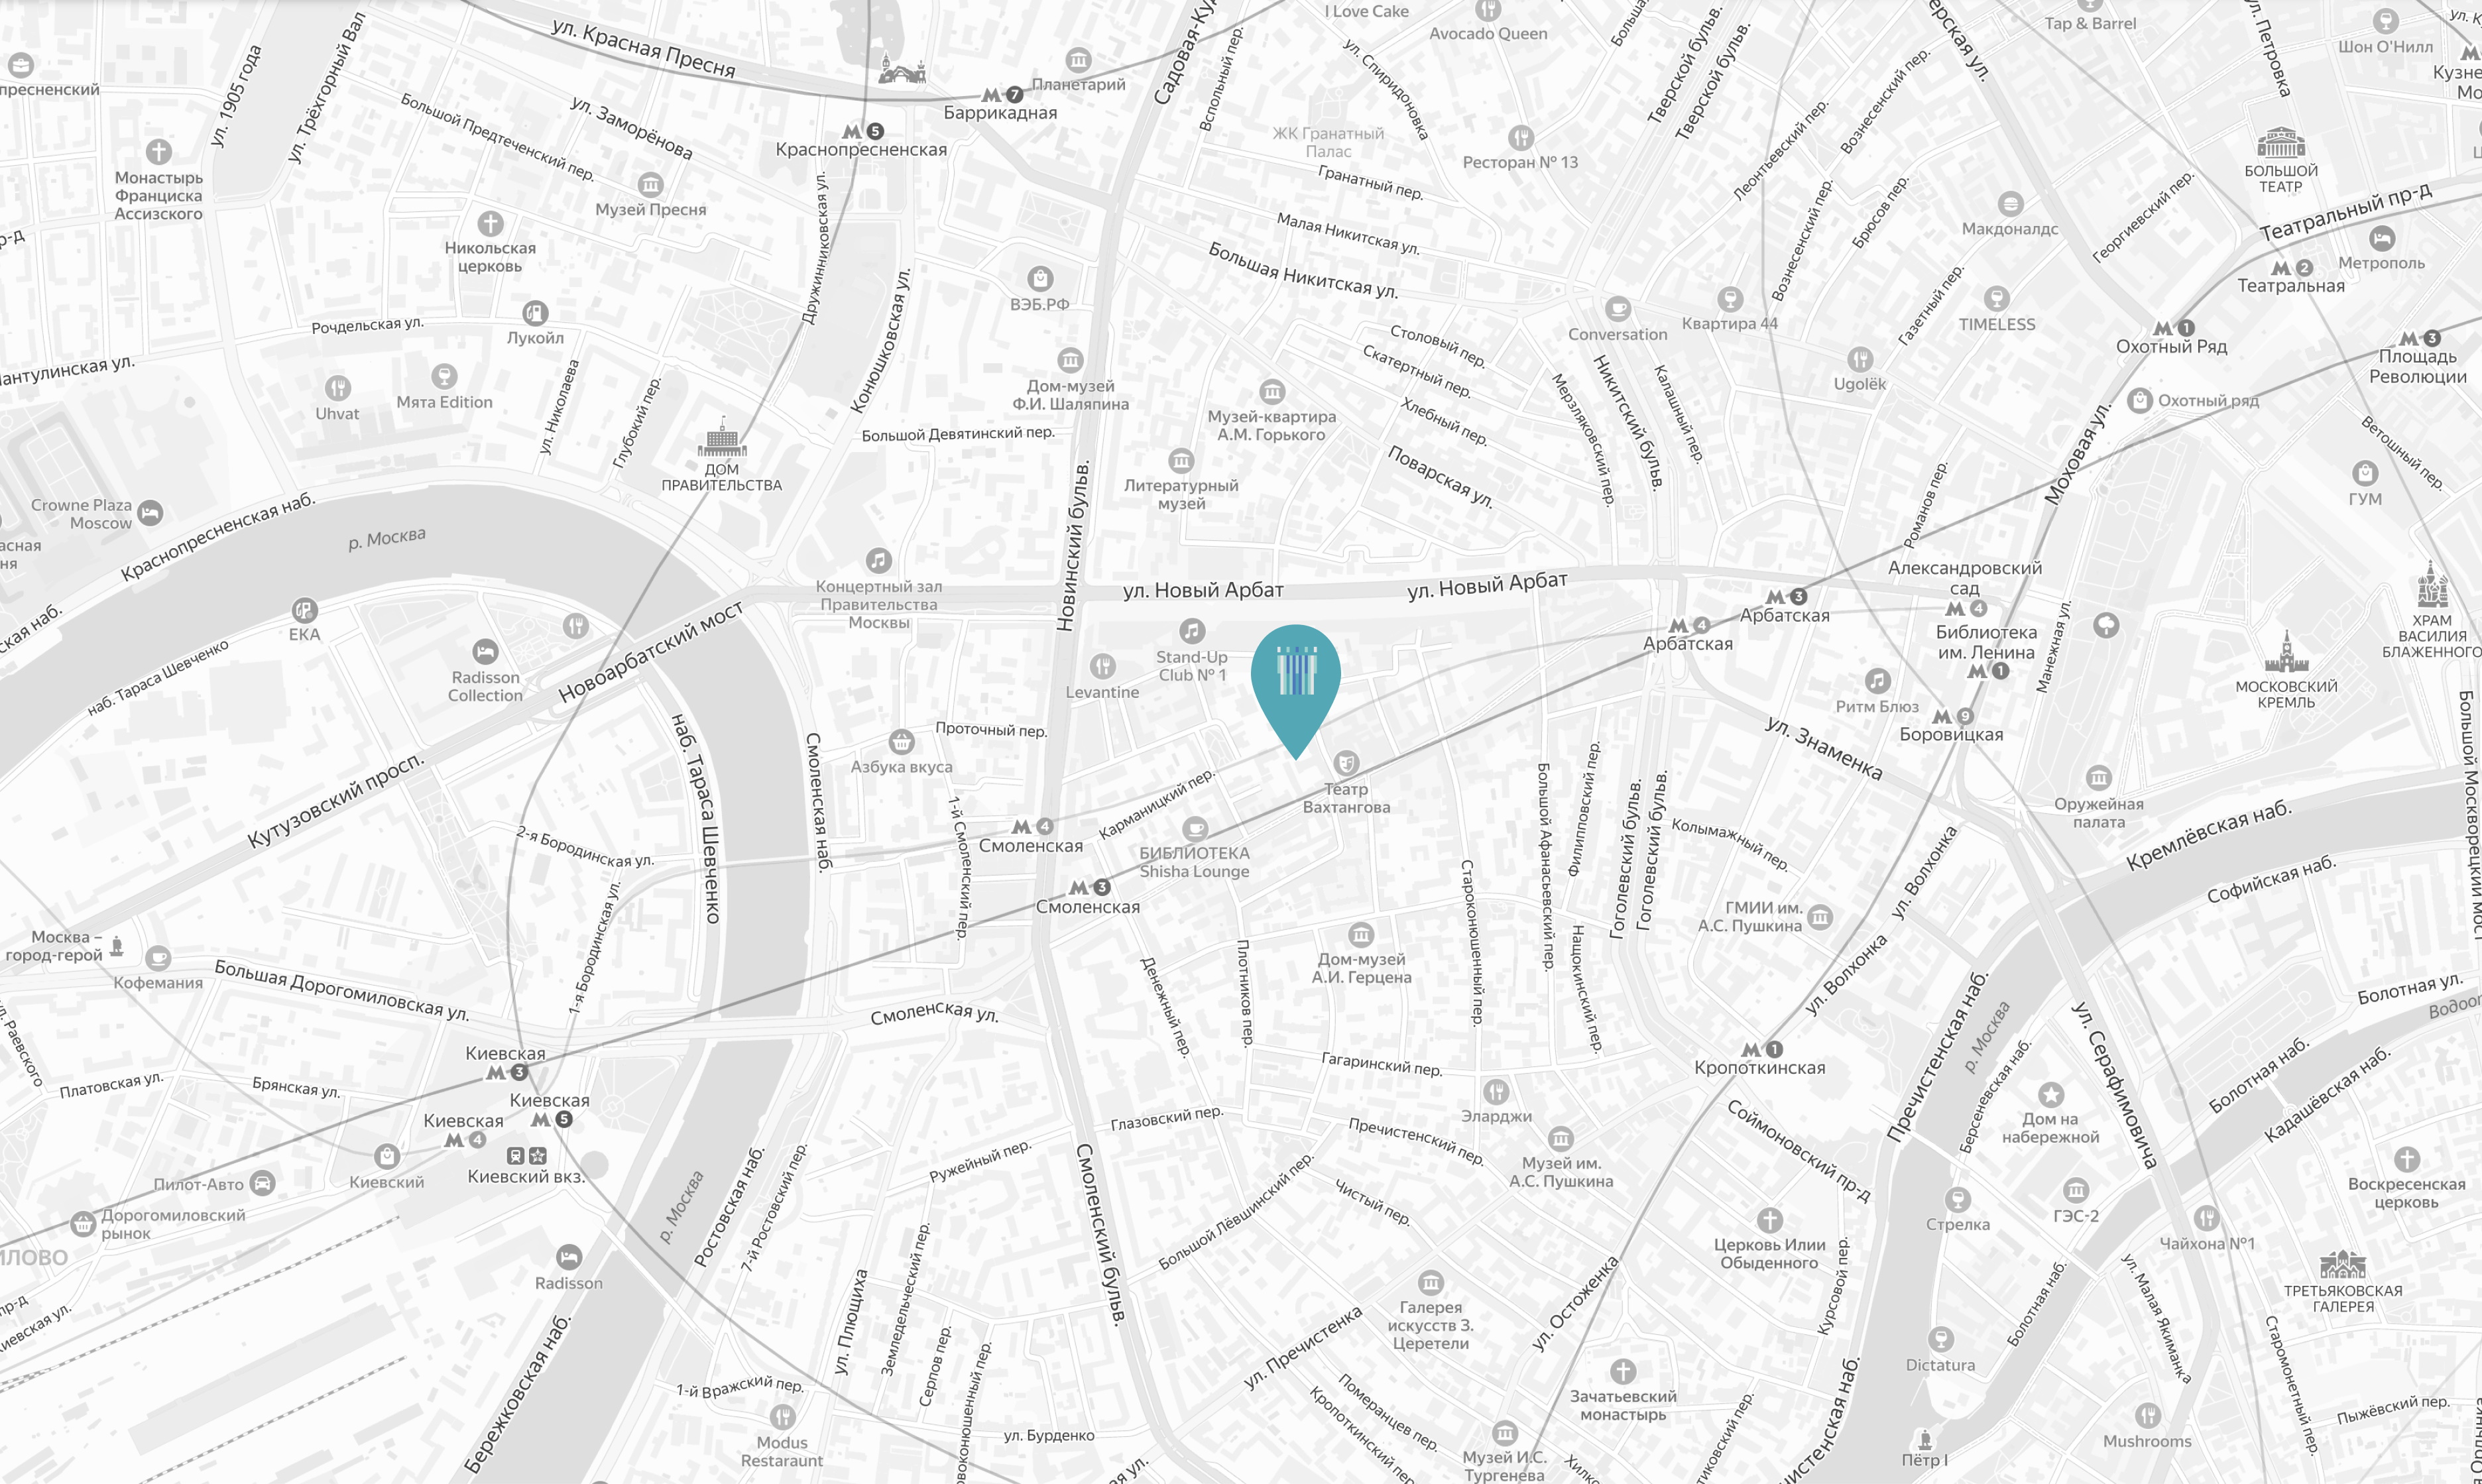 I Love Cake
Avocado Queen
Tap & Barrel
Шон О'Нилл
ул. Петровка
ул. Красная Пресня
Тверской бульв.
Тверской бульв.
ул. 1905 года
ул. Трёхгорный Вал
Большой Предтеченский пер.
ул. Заморёнова
Баррикадная
7
Планетарий
Вспольный пер.
ул. Спиридоновка
ЖК Гранатный
Палас
Ресторан № 13
Леонтьевский пер.
Вознесенский пер.
БОЛЬШОЙ
ТЕАТР
5
Краснопресненская
Монастырь
Франциска
Ассизского
Музей Пресня
Никольская
церковь
Дружинниковская ул.
Гранатный пер.
Малая Никитская ул.
Большая Никитская ул.
Вознесенский пер.
Брюсов пер.
Макдоналдс
Георгиевский пер.
Театральный пр-д
Метрополь
2
Театральная
Конюшковская ул.
ВЭБ.РФ
Рочдельская ул.
Лукойл
Столовый пер.
Скатертный пер.
Хлебный пер.
Поварская ул.
Мерзляковский пер.
Никитский бульв.
Калашный пер.
Conversation
Квартира 44
Газетный пер.
TIMELESS
1
Охотный Ряд
3
Площадь
Революции
Uhvat
Мята Edition
ул. Николаева
Глубокий пер.
Дом-музей
Ф.И. Шаляпина
Музей-квартира
А.М. Горького
Ugolёk
Охотный ряд
Моховая ул.
Ветошный пер.
Большой Девятинский пер.
ДОМ
ПРАВИТЕЛЬСТВА
Литературный
музей
Новинский бульв.
Романов пер.
ГУМ
Crowne Plaza
Moscow
Краснопресненская наб.
р. Москва
Концертный зал
Правительства
Москвы
ул. Новый Арбат
ул. Новый Арбат
3
Арбатская
4
Арбатская
Александровский
сад
4
Библиотека
им. Ленина
1
Манежная ул.
ХРАМ
ВАСИЛИЯ
БЛАЖЕННОГО
МОСКОВСКИЙ
КРЕМЛЬ
ЕКА
наб. Тараса Шевченко
Radisson
Collection
Новоарбатский мост
Stand-Up
Club № 1
Levantine
Ритм Блюз
9
Боровицкая
ул. Знаменка
Проточный пер.
Азбука вкуса
Смоленская наб.
наб. Тараса Шевченко
Кутузовский просп.
2-я Бородинская ул.
1-я Бородинская ул.
1-й Смоленский пер.
4
Смоленская
3
Смоленская
Карманицкий пер.
БИБЛИОТЕКА
Shisha Lounge
Театр
Вахтангова
Большой Афанасьевский пер.
Филипповский пер.
Гоголевский бульв.
Гоголевский бульв.
Колымажный пер.
Оружейная
палата
Кремлёвская наб.
Софийская наб.
ул. Волхонка
ул. Волхонка
ГМИИ им.
А.С. Пушкина
Староконюшенный пер.
Нащокинский пер.
Дом-музей
А.И. Герцена
Плотников пер.
Денежный пер.
Москва –
город-герой
Кофемания
Большая Дорогомиловская ул.
Смоленская ул.
ул. Раевского
Платовская ул.
Брянская ул.
Киевская
3
Киевская
5
Киевская
4
Киевский вкз.
Киевский
Пилот-Авто
Дорогомиловский
рынок
Гагаринский пер.
Эларджи
1
Кропоткинская
Пречистенская наб.
р. Москва
Берсеневская наб.
ул. Серафимовича
Болотная ул.
Болотная наб.
Кадашёвская наб.
Дом на
набережной
Глазовский пер.
Пречистенский пер.
Музей им.
А.С. Пушкина
Соймоновский пр-д
Ружейный пер.
Ростовская наб.
7-й Ростовский пер.
р. Москва
Смоленский бульв.
Чистый пер.
Большой Лёвшинский пер.
Церковь Илии
Обыденного
Стрелка
ГЭС-2
Воскресенская
церковь
Чайхона №1
ТРЕТЬЯКОВСКАЯ
ГАЛЕРЕЯ
Radisson
Бережковская наб.
ул. Плющиха
Земледельческий пер.
Серпов пер.
Галерея
искусств З.
Церетели
ул. Пречистенка
ул. Остоженка
Курсовой пер.
Болотная наб.
ул. Малая Якиманка
Старомонетный пер.
Dictatura
1-й Вражский пер.
Modus
Restaraunt
ул. Бурденко
Померанцев пер.
Кропоткинский пер.
Зачатьевский
монастырь
Музей И.С.
Тургенева
Пётр I
Mushrooms
Пыжёвский пер.